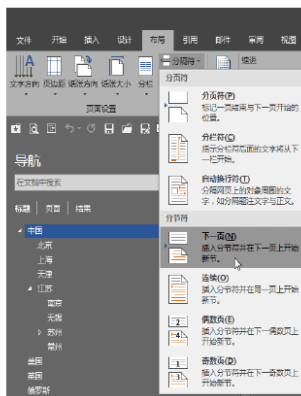 文件 开始 插入 设计 布局 引用 邮件 审阅 视图
文字方向 页边距 纸张方向 纸张大小 分栏
分隔符 缩进
页面设置
分页符
分页符(P)
标记一页结束与下一页开始的
位置。
分栏符(C)
指示分栏符后面的文字将从下
一栏开始。
自动换行符(T)
分隔网页上的对象周围的文
字，如分隔题注文字与正文。
分节符
下一页(N)
插入分节符并在下一页上开始
新节。
连续(O)
插入分节符并在同一页上开始
新节。
偶数页(E)
插入分节符并在下一偶数页上
开始新节。
奇数页(D)
插入分节符并在下一奇数页上
开始新节。
导航
在文档中搜索
标题 页面 结果
中国
北京
上海
天津
江苏
南京
无锡
苏州
常州
美国
英国
俄罗斯